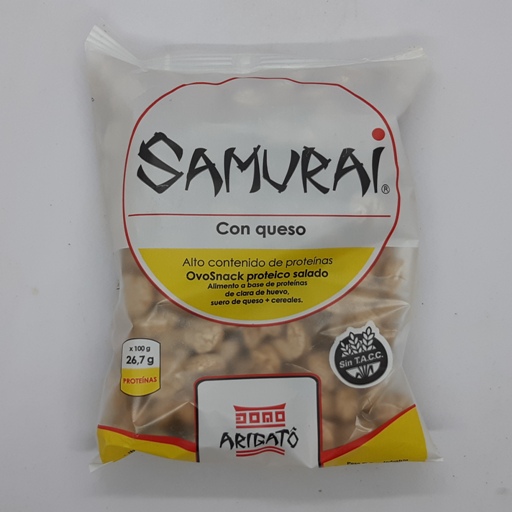 SAMURAI®
Con queso
Alto contenido de proteínas
OvoSnack proteico salado
Alimento a base de proteínas
de clara de huevo,
suero de queso + cereales.
x 100 g
26,7 g
PROTEÍNAS
Sin T.A.C.C.
ARIGATÔ